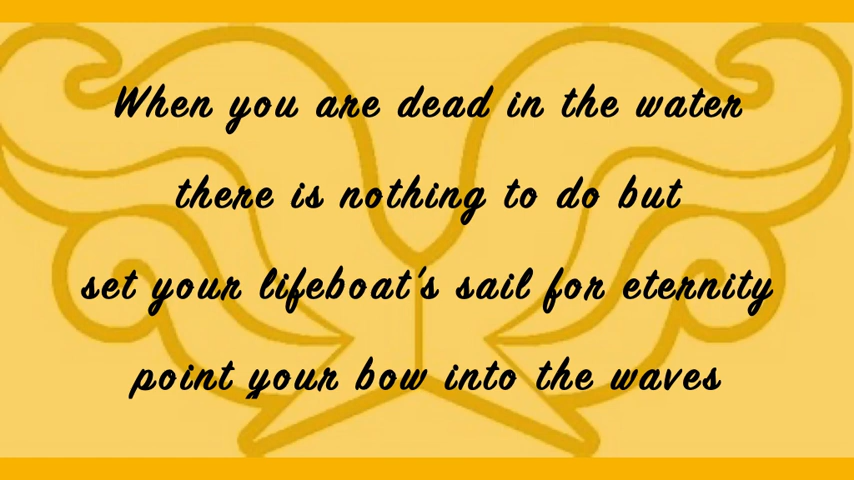 When you are dead in the water
there is nothing to do but
set your lifeboat's sail for eternity
point your bow into the waves